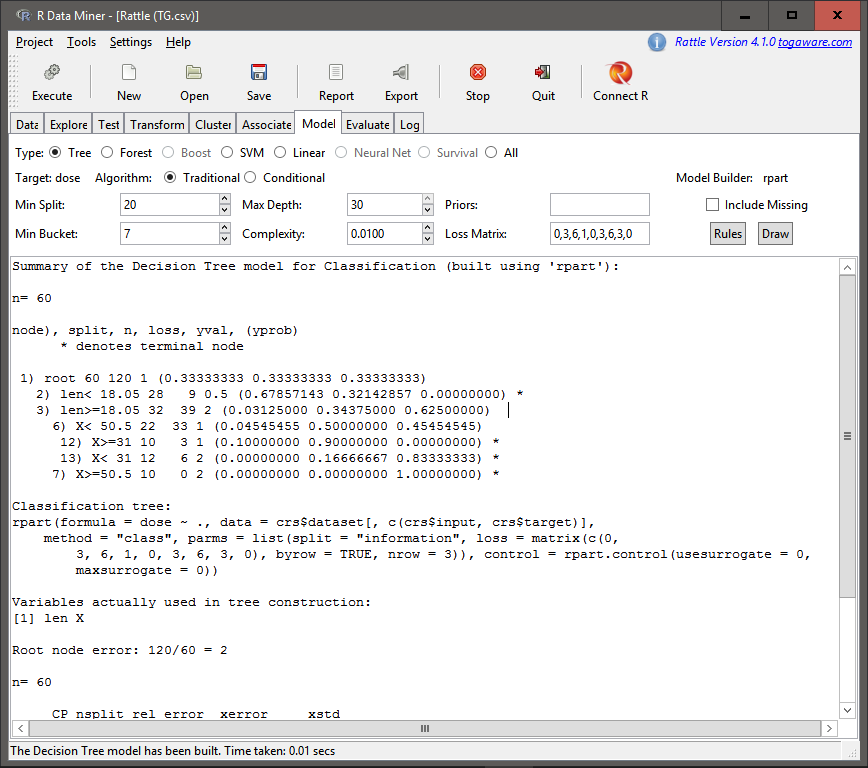 R Data Miner - [Rattle (TG.csv)]
Project Tools Settings Help
Rattle Version 4.1.0 togaware.com
Execute New Open Save Report Export Stop Quit Connect R
Data Explore Test Transform Cluster Associate Model Evaluate Log
Type: Tree Forest Boost SVM Linear Neural Net Survival All
Target: dose Algorithm: Traditional Conditional Model Builder: rpart
Min Split: 20 Max Depth: 30 Priors: Include Missing
Min Bucket: 7 Complexity: 0.0100 Loss Matrix: 0,3,6,1,0,3,6,3,0 Rules Draw
Summary of the Decision Tree model for Classification (built using 'rpart'):
n= 60
node), split, n, loss, yval, (yprob)
* denotes terminal node
1) root 60 120 1 (0.33333333 0.33333333 0.33333333)
2) len< 18.05 28 9 0.5 (0.67857143 0.32142857 0.00000000) *
3) len>=18.05 32 39 2 (0.03125000 0.34375000 0.62500000)
6) X< 50.5 22 33 1 (0.04545455 0.50000000 0.45454545)
12) X>=31 10 3 1 (0.10000000 0.90000000 0.00000000) *
13) X< 31 12 6 2 (0.00000000 0.16666667 0.83333333) *
7) X>=50.5 10 0 2 (0.00000000 0.00000000 1.00000000) *
Classification tree:
rpart(formula = dose ~ ., data = crs$dataset[, c(crs$input, crs$target)],
method = "class", parms = list(split = "information", loss = matrix(c(0,
3, 6, 1, 0, 3, 6, 3, 0), byrow = TRUE, nrow = 3)), control = rpart.control(usesurrogate = 0,
maxsurrogate = 0))
Variables actually used in tree construction:
[1] len X
Root node error: 120/60 = 2
n= 60
CP nsplit rel error xerror xstd
The Decision Tree model has been built. Time taken: 0.01 secs